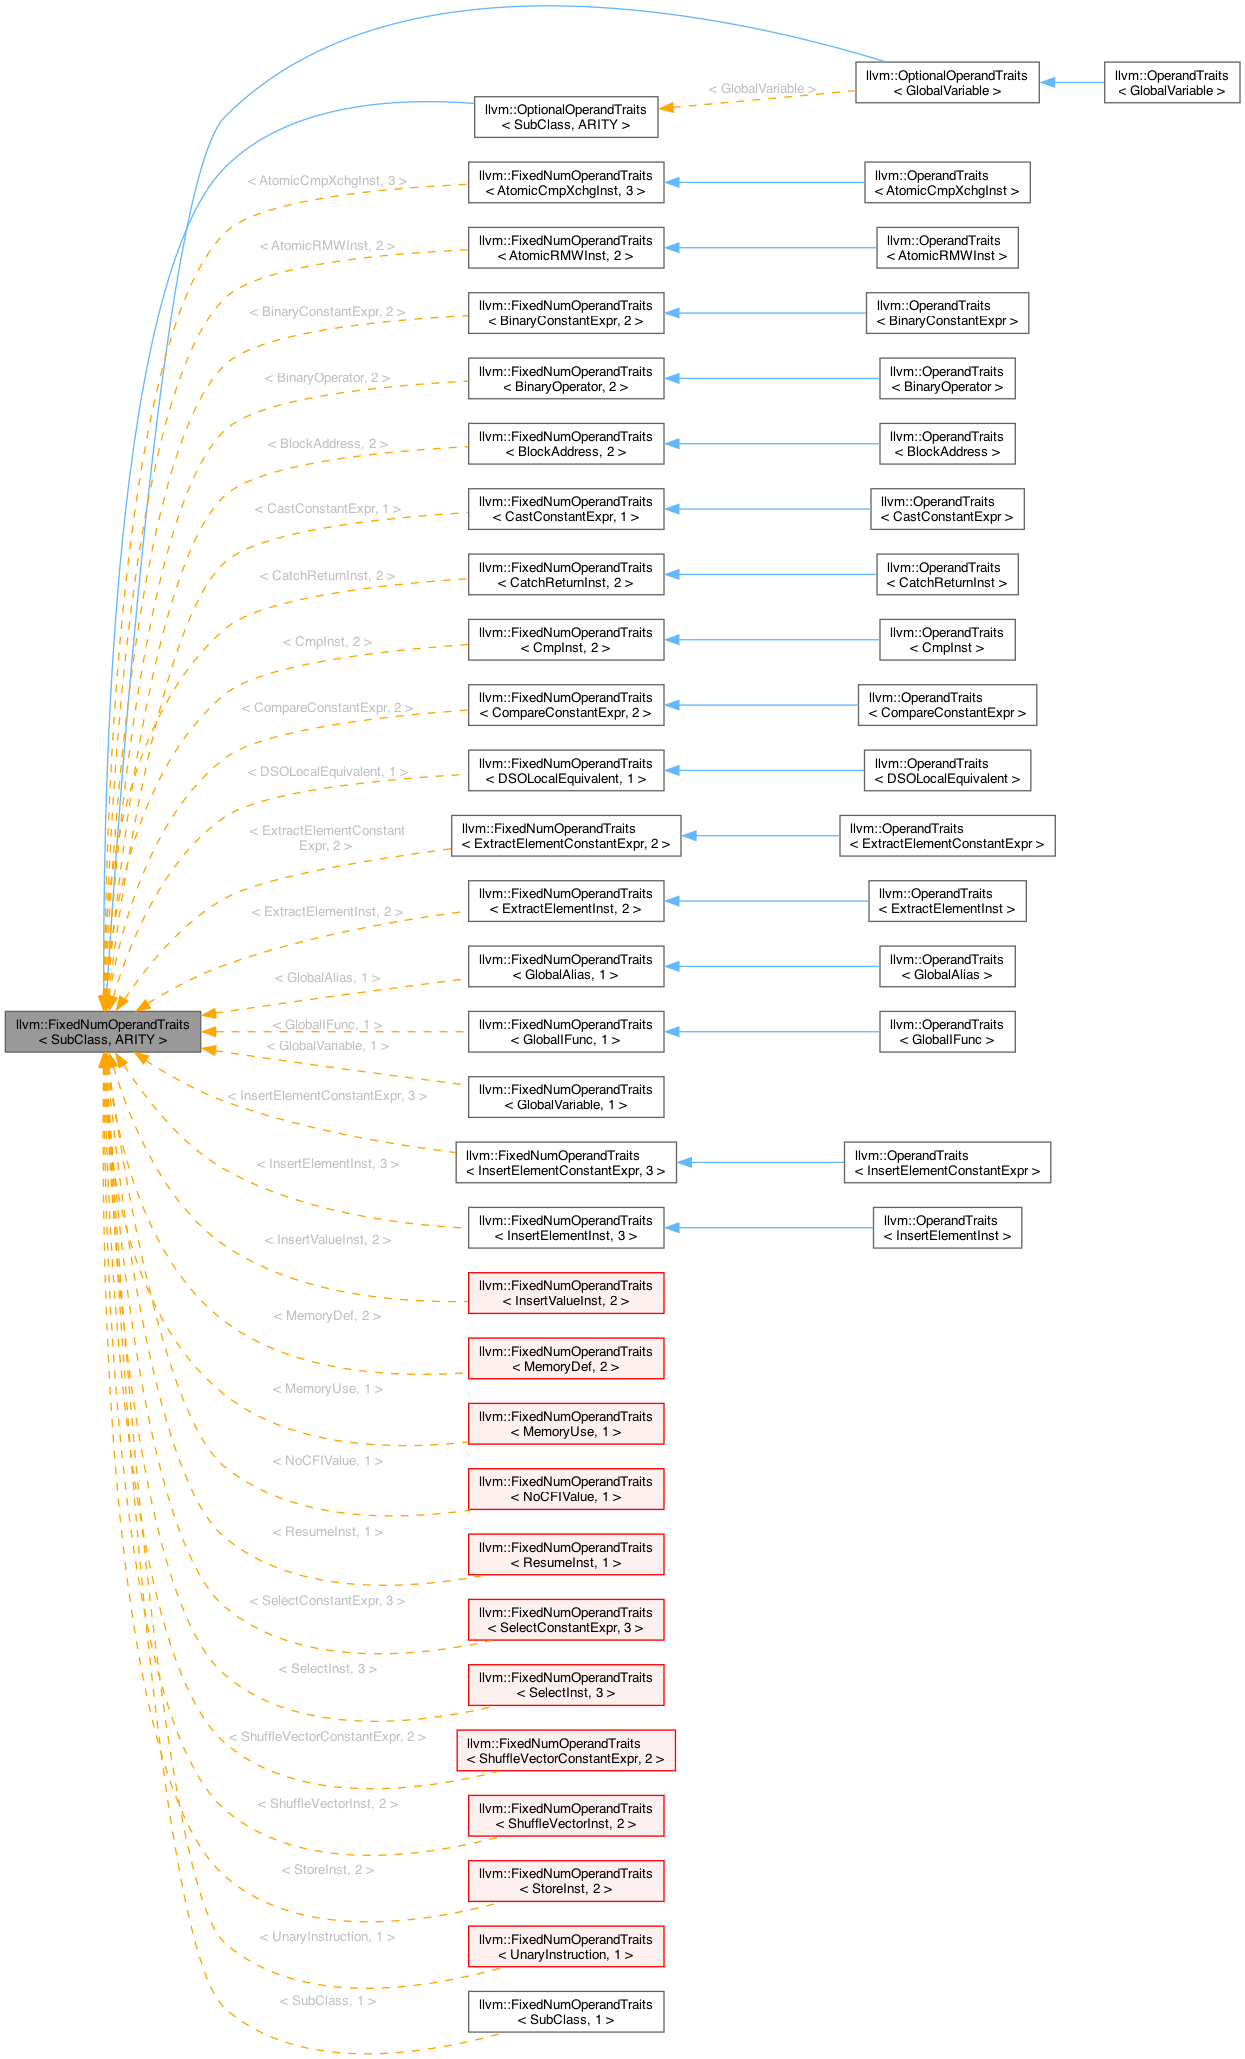 llvm::OptionalOperandTraits
< GlobalVariable >
llvm::OperandTraits
< GlobalVariable >
< GlobalVariable >
llvm::OptionalOperandTraits
< SubClass, ARITY >
< AtomicCmpXchgInst, 3 >
llvm::FixedNumOperandTraits
< AtomicCmpXchgInst, 3 >
llvm::OperandTraits
< AtomicCmpXchgInst >
< AtomicRMWInst, 2 >
llvm::FixedNumOperandTraits
< AtomicRMWInst, 2 >
llvm::OperandTraits
< AtomicRMWInst >
< BinaryConstantExpr, 2 >
llvm::FixedNumOperandTraits
< BinaryConstantExpr, 2 >
llvm::OperandTraits
< BinaryConstantExpr >
< BinaryOperator, 2 >
llvm::FixedNumOperandTraits
< BinaryOperator, 2 >
llvm::OperandTraits
< BinaryOperator >
< BlockAddress, 2 >
llvm::FixedNumOperandTraits
< BlockAddress, 2 >
llvm::OperandTraits
< BlockAddress >
< CastConstantExpr, 1 >
llvm::FixedNumOperandTraits
< CastConstantExpr, 1 >
llvm::OperandTraits
< CastConstantExpr >
< CatchReturnInst, 2 >
llvm::FixedNumOperandTraits
< CatchReturnInst, 2 >
llvm::OperandTraits
< CatchReturnInst >
< CmpInst, 2 >
llvm::FixedNumOperandTraits
< CmpInst, 2 >
llvm::OperandTraits
< CmpInst >
< CompareConstantExpr, 2 >
llvm::FixedNumOperandTraits
< CompareConstantExpr, 2 >
llvm::OperandTraits
< CompareConstantExpr >
< DSOLocalEquivalent, 1 >
llvm::FixedNumOperandTraits
< DSOLocalEquivalent, 1 >
llvm::OperandTraits
< DSOLocalEquivalent >
< ExtractElementConstant
Expr, 2 >
llvm::FixedNumOperandTraits
< ExtractElementConstantExpr, 2 >
llvm::OperandTraits
< ExtractElementConstantExpr >
< ExtractElementInst, 2 >
llvm::FixedNumOperandTraits
< ExtractElementInst, 2 >
llvm::OperandTraits
< ExtractElementInst >
< GlobalAlias, 1 >
llvm::FixedNumOperandTraits
< GlobalAlias, 1 >
llvm::OperandTraits
< GlobalAlias >
llvm::FixedNumOperandTraits
< SubClass, ARITY >
< GlobalIFunc, 1 >
llvm::FixedNumOperandTraits
< GlobalIFunc, 1 >
llvm::OperandTraits
< GlobalIFunc >
< GlobalVariable, 1 >
llvm::FixedNumOperandTraits
< GlobalVariable, 1 >
< InsertElementConstantExpr, 3 >
llvm::FixedNumOperandTraits
< InsertElementConstantExpr, 3 >
llvm::OperandTraits
< InsertElementConstantExpr >
< InsertElementInst, 3 >
llvm::FixedNumOperandTraits
< InsertElementInst, 3 >
llvm::OperandTraits
< InsertElementInst >
< InsertValueInst, 2 >
llvm::FixedNumOperandTraits
< InsertValueInst, 2 >
< MemoryDef, 2 >
llvm::FixedNumOperandTraits
< MemoryDef, 2 >
< MemoryUse, 1 >
llvm::FixedNumOperandTraits
< MemoryUse, 1 >
< NoCFIValue, 1 >
llvm::FixedNumOperandTraits
< NoCFIValue, 1 >
< ResumeInst, 1 >
llvm::FixedNumOperandTraits
< ResumeInst, 1 >
< SelectConstantExpr, 3 >
llvm::FixedNumOperandTraits
< SelectConstantExpr, 3 >
< SelectInst, 3 >
llvm::FixedNumOperandTraits
< SelectInst, 3 >
< ShuffleVectorConstantExpr, 2 >
llvm::FixedNumOperandTraits
< ShuffleVectorConstantExpr, 2 >
< ShuffleVectorInst, 2 >
llvm::FixedNumOperandTraits
< ShuffleVectorInst, 2 >
< StoreInst, 2 >
llvm::FixedNumOperandTraits
< StoreInst, 2 >
< UnaryInstruction, 1 >
llvm::FixedNumOperandTraits
< UnaryInstruction, 1 >
< SubClass, 1 >
llvm::FixedNumOperandTraits
< SubClass, 1 >